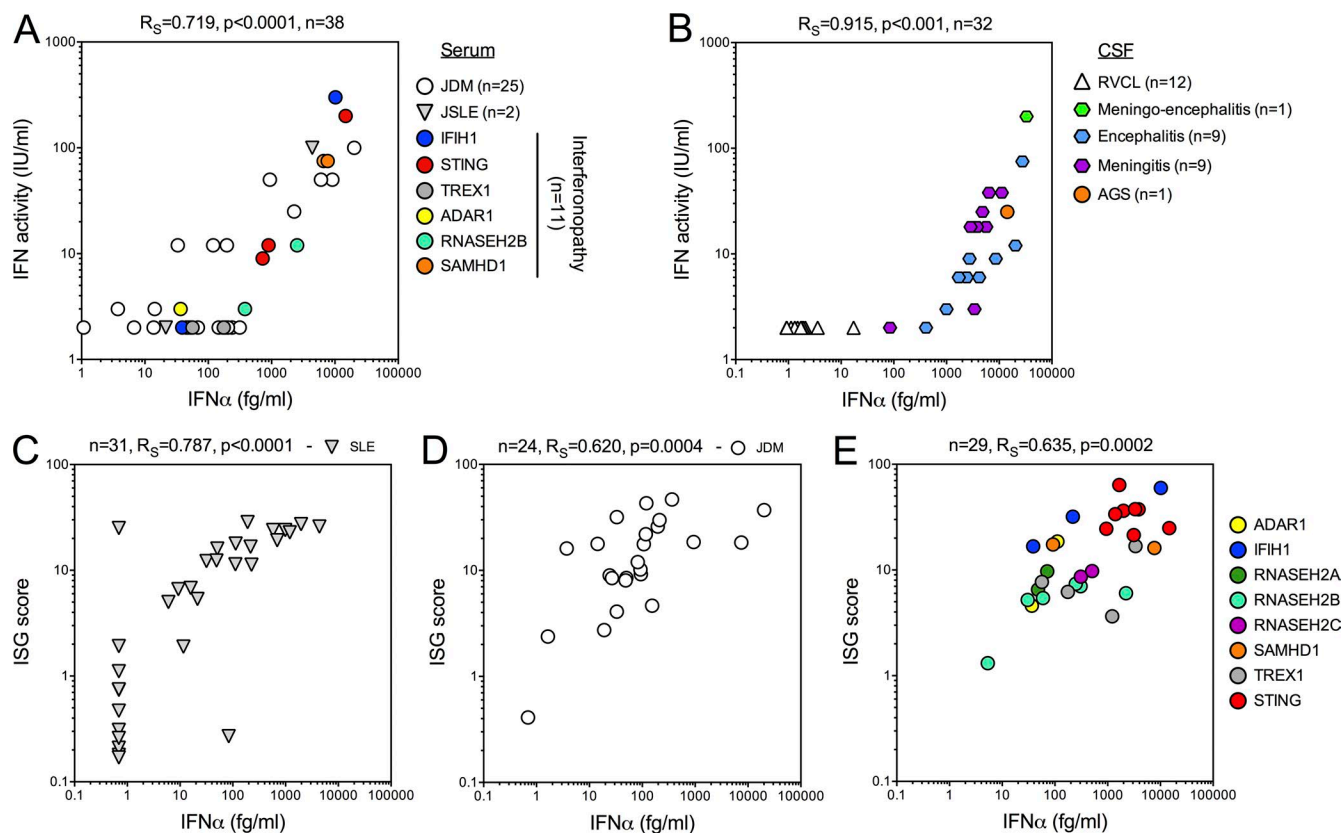 A
R_S=0.719, p<0.0001, n=38
1000
100
10
1
IFN activity (IU/ml)
1 10 100 1000 10000 100000
IFNα (fg/ml)
Serum
JDM (n=25)
JSLE (n=2)
IFIH1
STING
TREX1
ADAR1
RNASEH2B
SAMHD1
Interferonopathy
(n=11)
B
R_S=0.915, p<0.001, n=32
1000
100
10
1
IFN activity (IU/ml)
0.1 1 10 100 1000 10000 100000
IFNα (fg/ml)
CSF
RVCL (n=12)
Meningo-encephalitis (n=1)
Encephalitis (n=9)
Meningitis (n=9)
AGS (n=1)
C
n=31, R_S=0.787, p<0.0001 - SLE
100
10
1
0.1
ISG score
0.1 1 10 100 1000 10000 100000
IFNα (fg/ml)
D
n=24, R_S=0.620, p=0.0004 - JDM
100
10
1
0.1
ISG score
0.1 1 10 100 1000 10000 100000
IFNα (fg/ml)
E
n=29, R_S=0.635, p=0.0002
100
10
1
0.1
ISG score
0.1 1 10 100 1000 10000 100000
IFNα (fg/ml)
ADAR1
IFIH1
RNASEH2A
RNASEH2B
RNASEH2C
SAMHD1
TREX1
STING